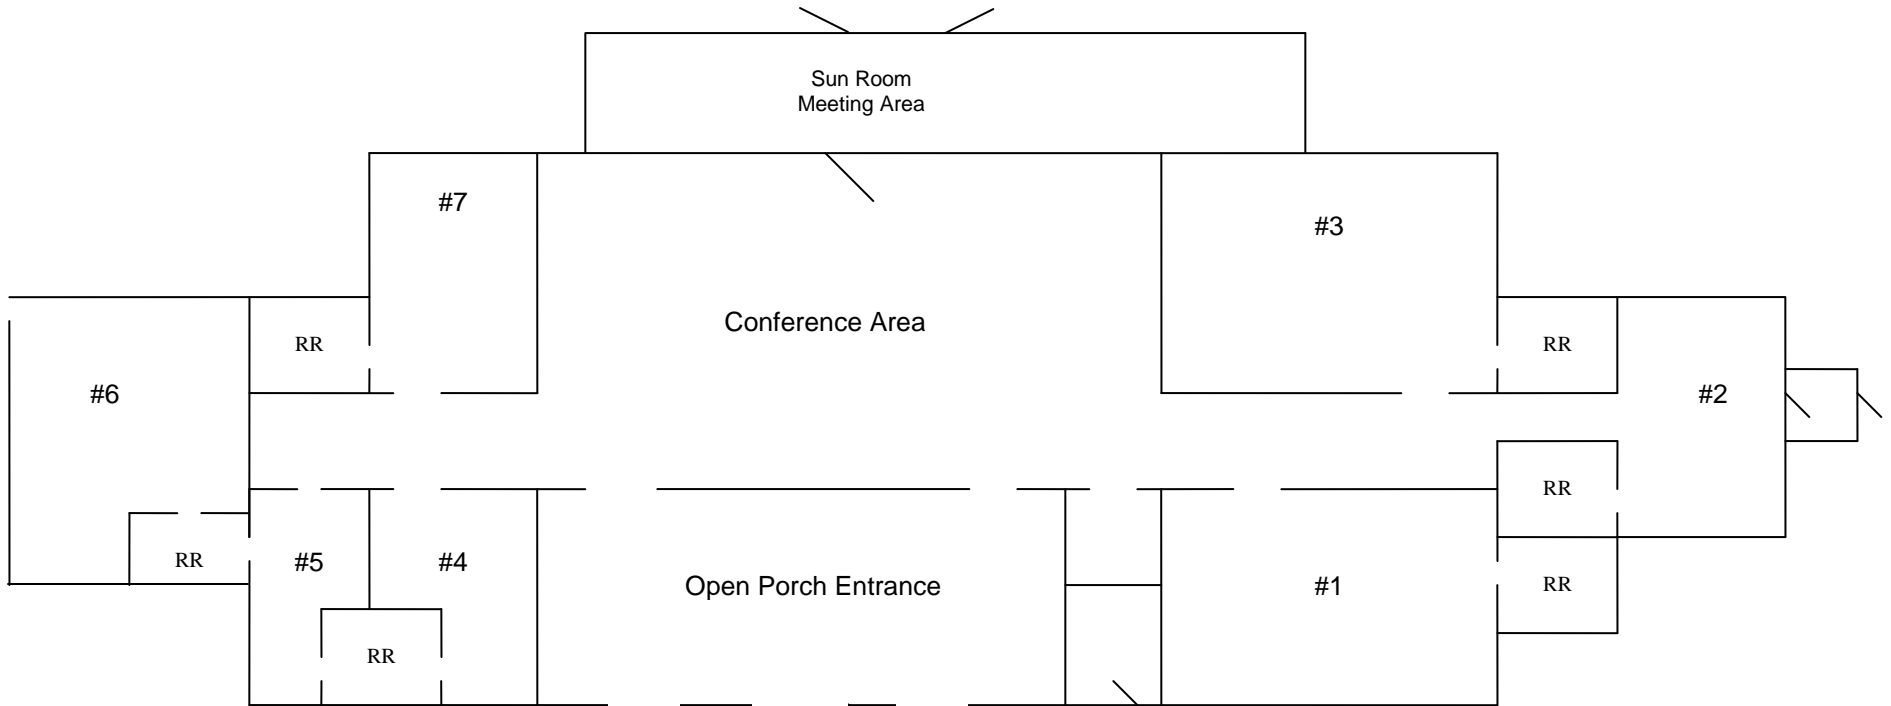 Sun Room
Meeting Area
#7
#3
Conference Area
RR
RR
#6
#2
RR
RR
#5
#4
Open Porch Entrance
#1
RR
RR